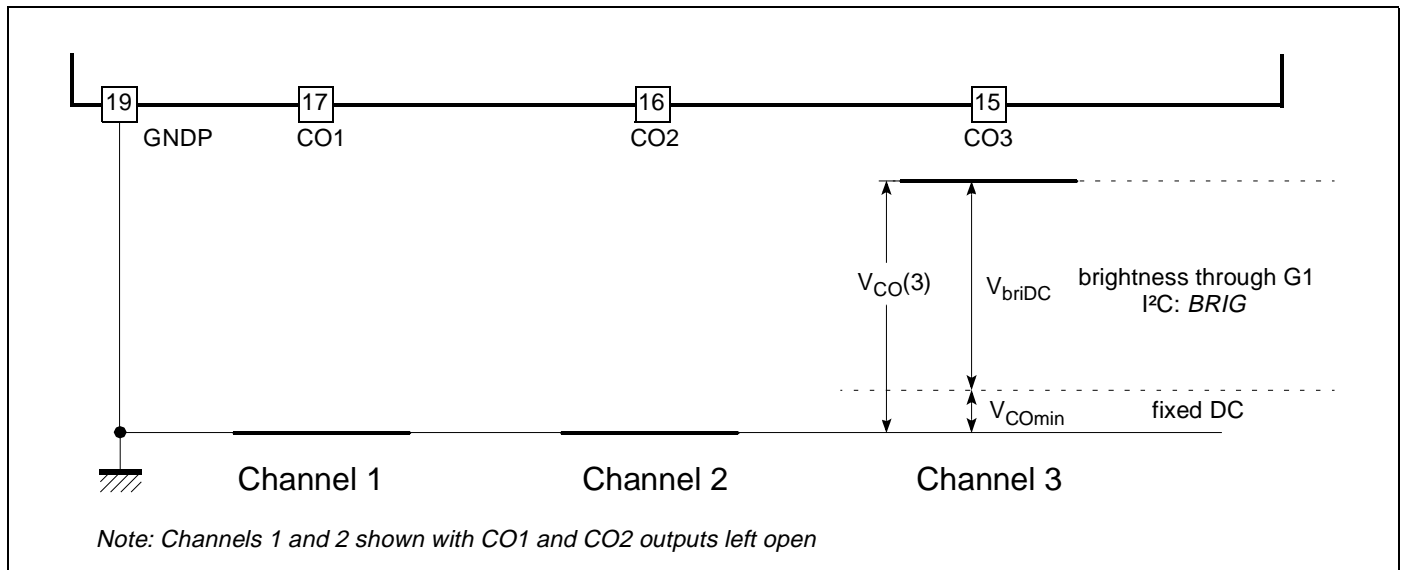 19 17 16 15
GNDP CO1 CO2 CO3
VCO(3) VbriDC brightness through G1
I²C: BRIG
VCOmin fixed DC
Channel 1 Channel 2 Channel 3
Note: Channels 1 and 2 shown with CO1 and CO2 outputs left open